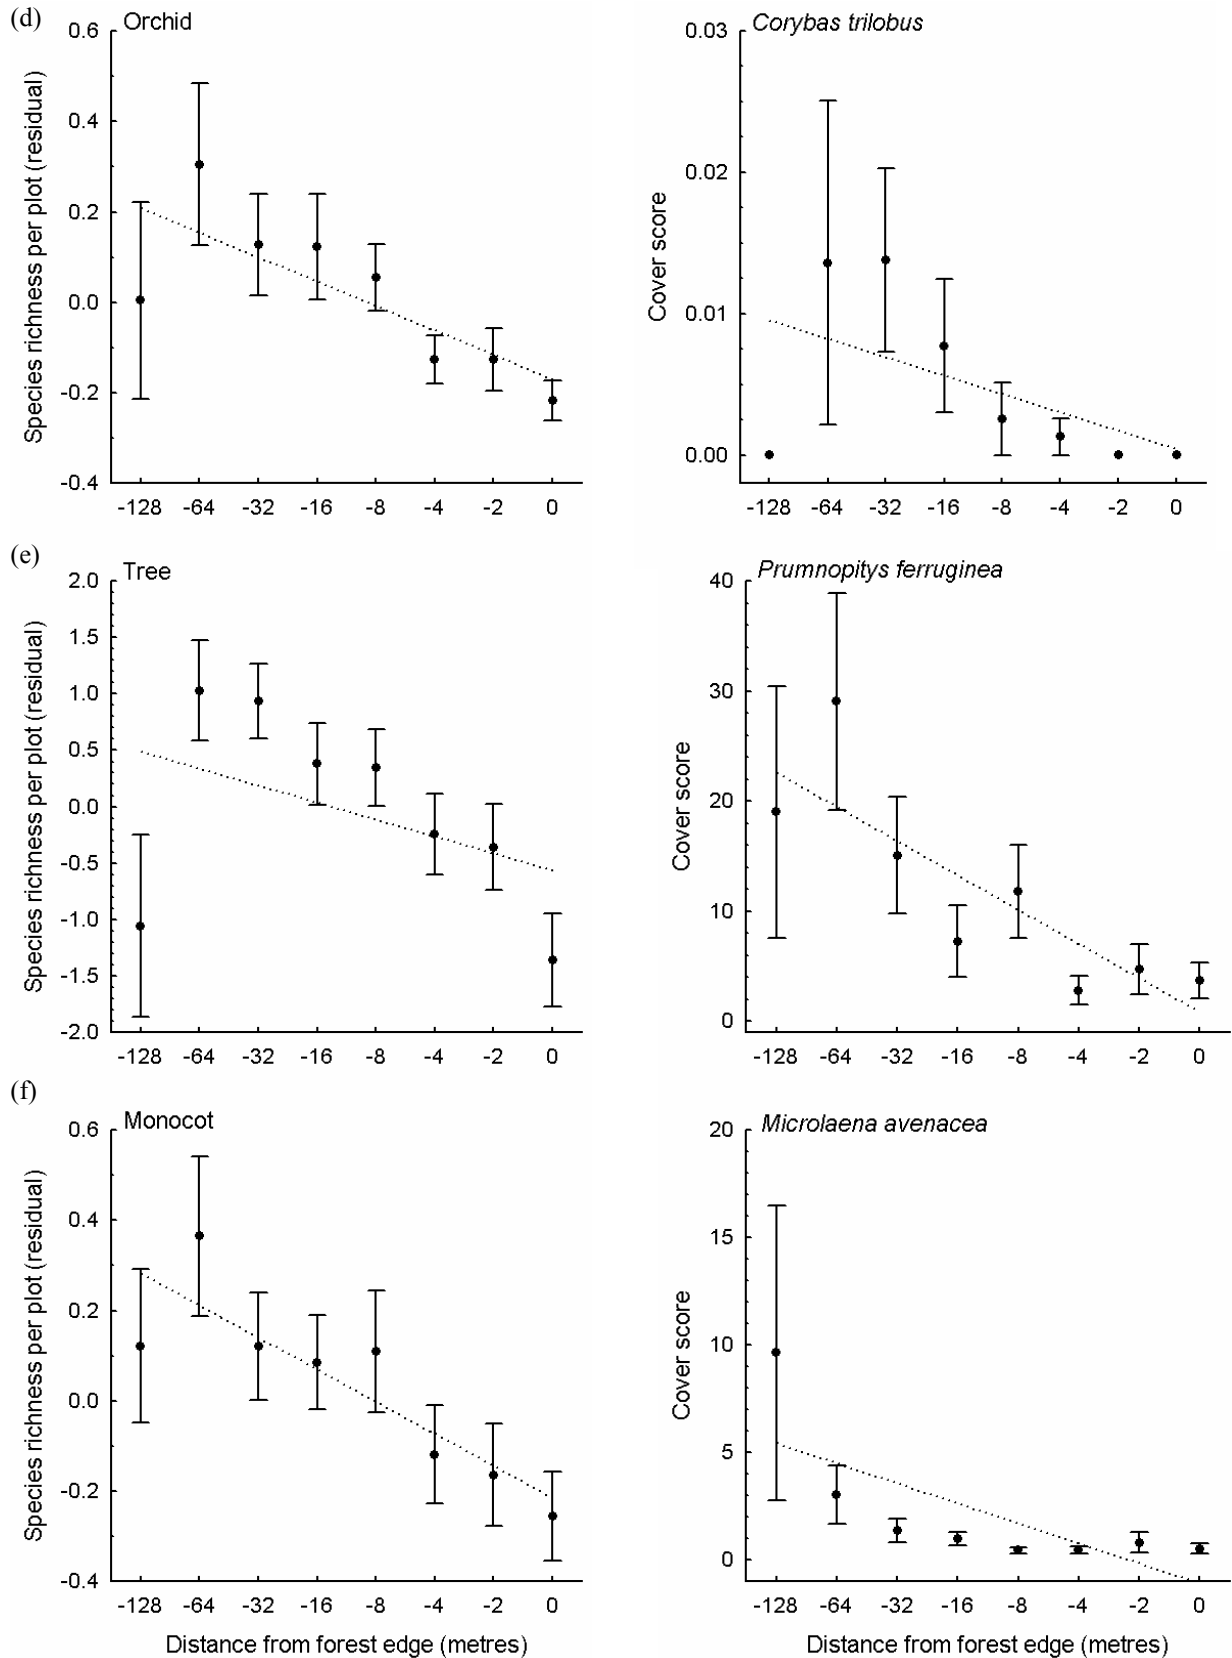 (d)
Orchid
Species richness per plot (residual)
0.6
0.4
0.2
0.0
-0.2
-0.4
-128 -64 -32 -16 -8 -4 -2 0
Corybas trilobus
Cover score
0.03
0.02
0.01
0.00
-128 -64 -32 -16 -8 -4 -2 0
(e)
Tree
Species richness per plot (residual)
2.0
1.5
1.0
0.5
0.0
-0.5
-1.0
-1.5
-2.0
-128 -64 -32 -16 -8 -4 -2 0
Prumnopitys ferruginea
Cover score
40
30
20
10
0
-128 -64 -32 -16 -8 -4 -2 0
(f)
Monocot
Species richness per plot (residual)
0.6
0.4
0.2
0.0
-0.2
-0.4
-128 -64 -32 -16 -8 -4 -2 0
Distance from forest edge (metres)
Microlaena avenacea
Cover score
20
15
10
5
0
-128 -64 -32 -16 -8 -4 -2 0
Distance from forest edge (metres)